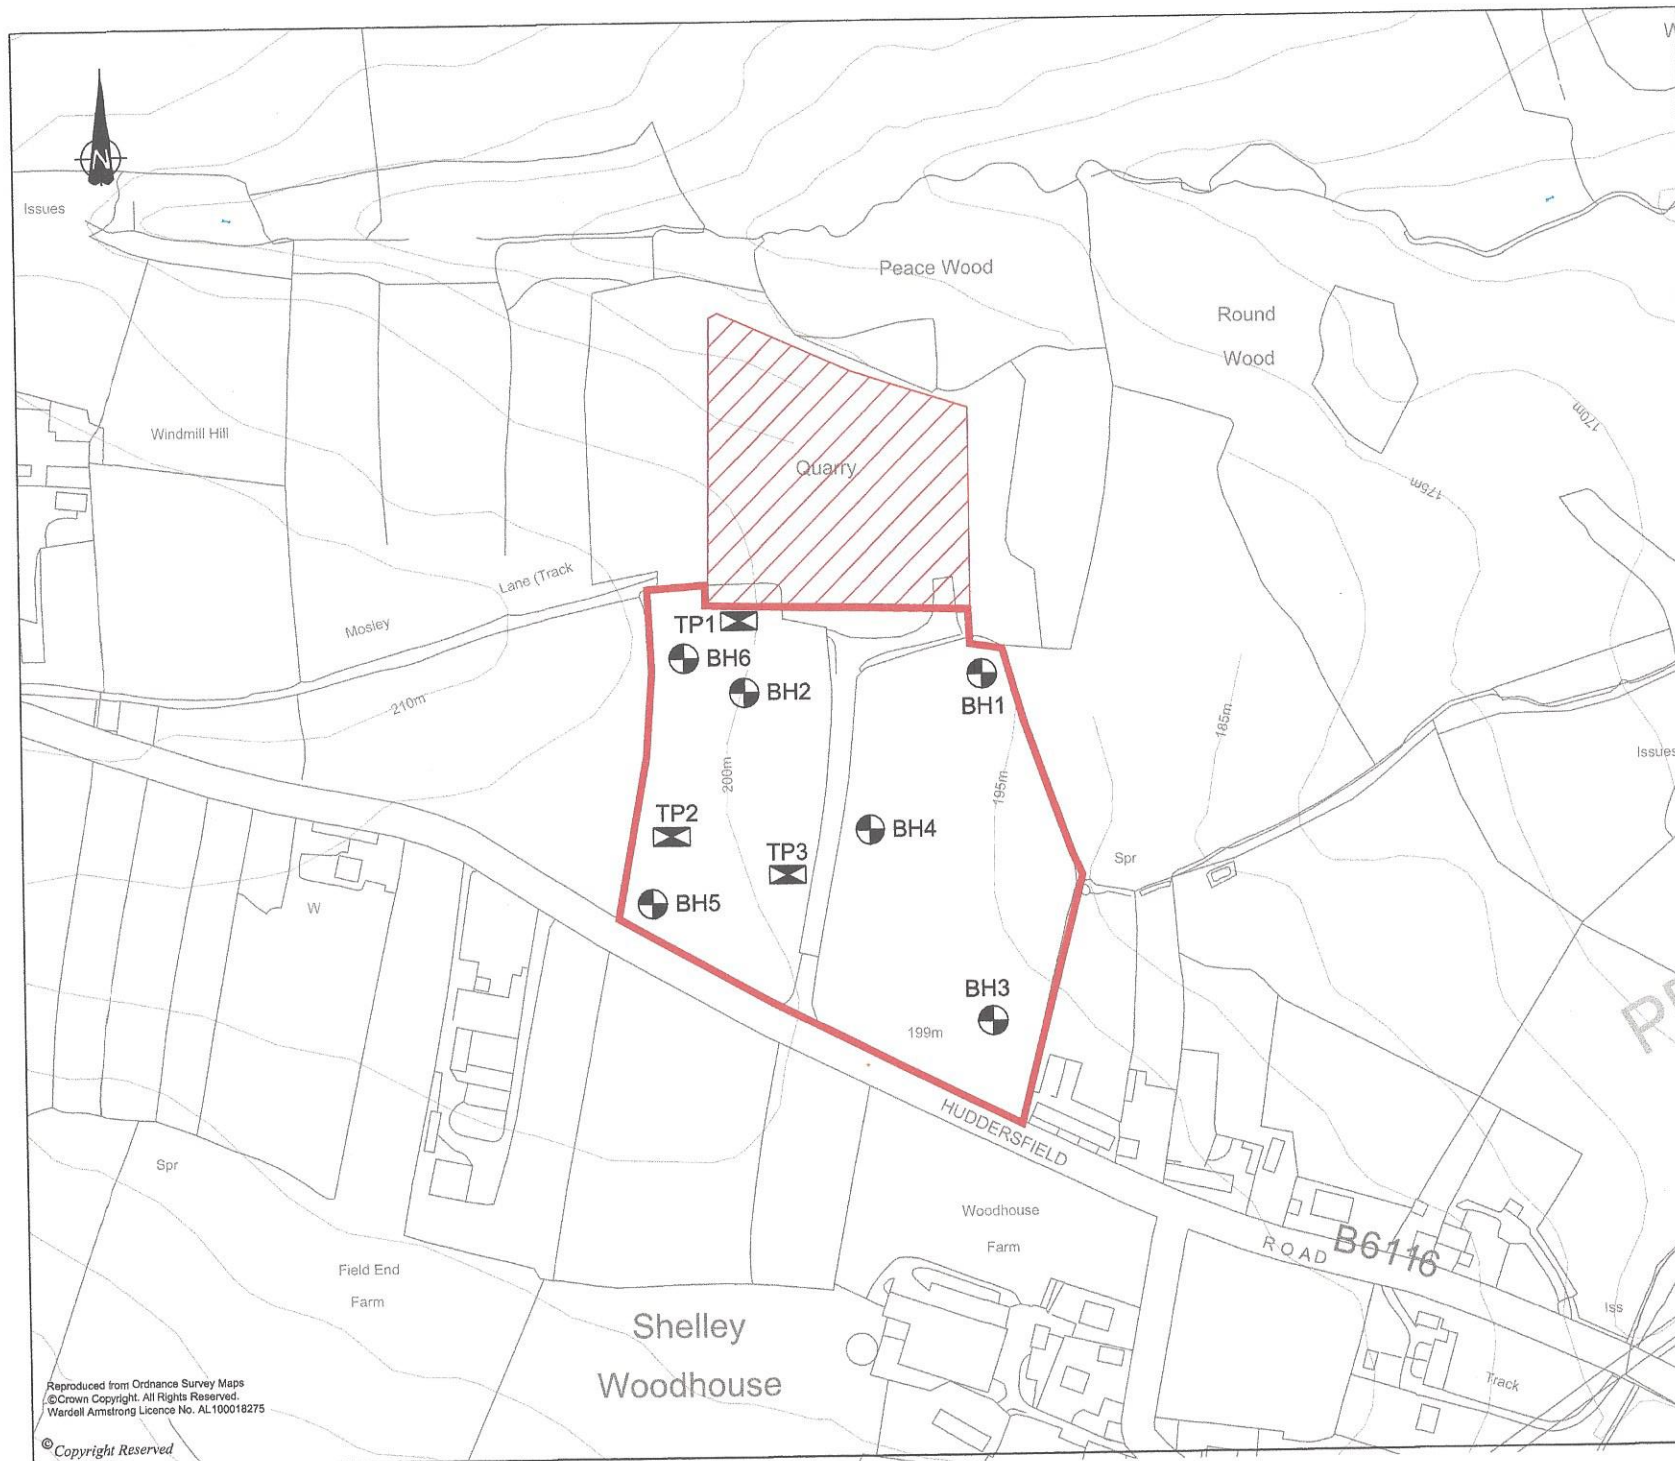 N
Issues
Peace Wood
Round
Wood
170m
Windmill Hill
Quarry
175m
Lane (Track
Mosley
TP1
BH6
BH2
BH1
210m
185m
Issues
200m
195m
TP2
BH4
TP3
Spr
BH5
W
BH3
199m
HUDDERSFIELD
Spr
Woodhouse
Farm
ROAD
B6116
Field End
Farm
Iss
Shelley
Woodhouse
Track
Reproduced from Ordnance Survey Maps
©Crown Copyright. All Rights Reserved.
Wardell Armstrong Licence No. AL100018275
© Copyright Reserved